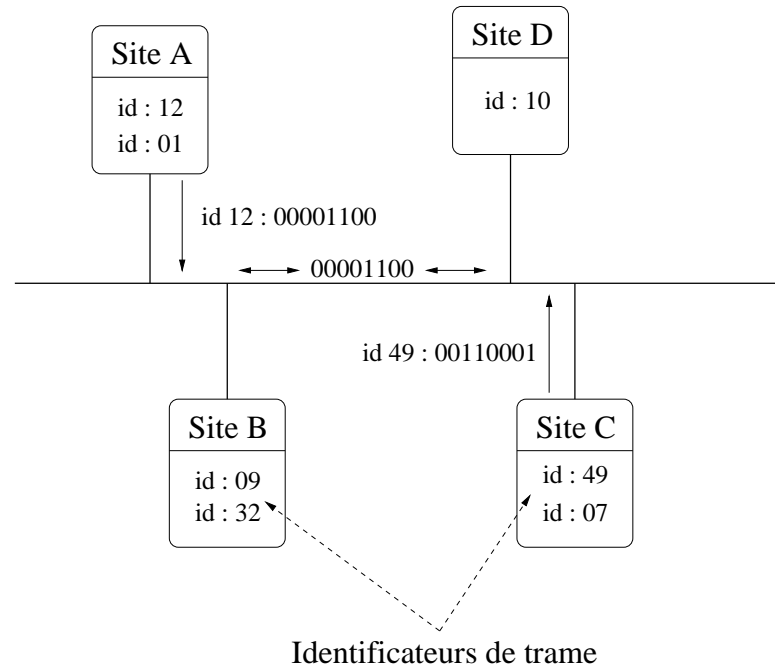 Site A
id : 12
id : 01
Site D
id : 10
id 12 : 00001100
00001100
id 49 : 00110001
Site B
id : 09
id : 32
Site C
id : 49
id : 07
Identificateurs de trame